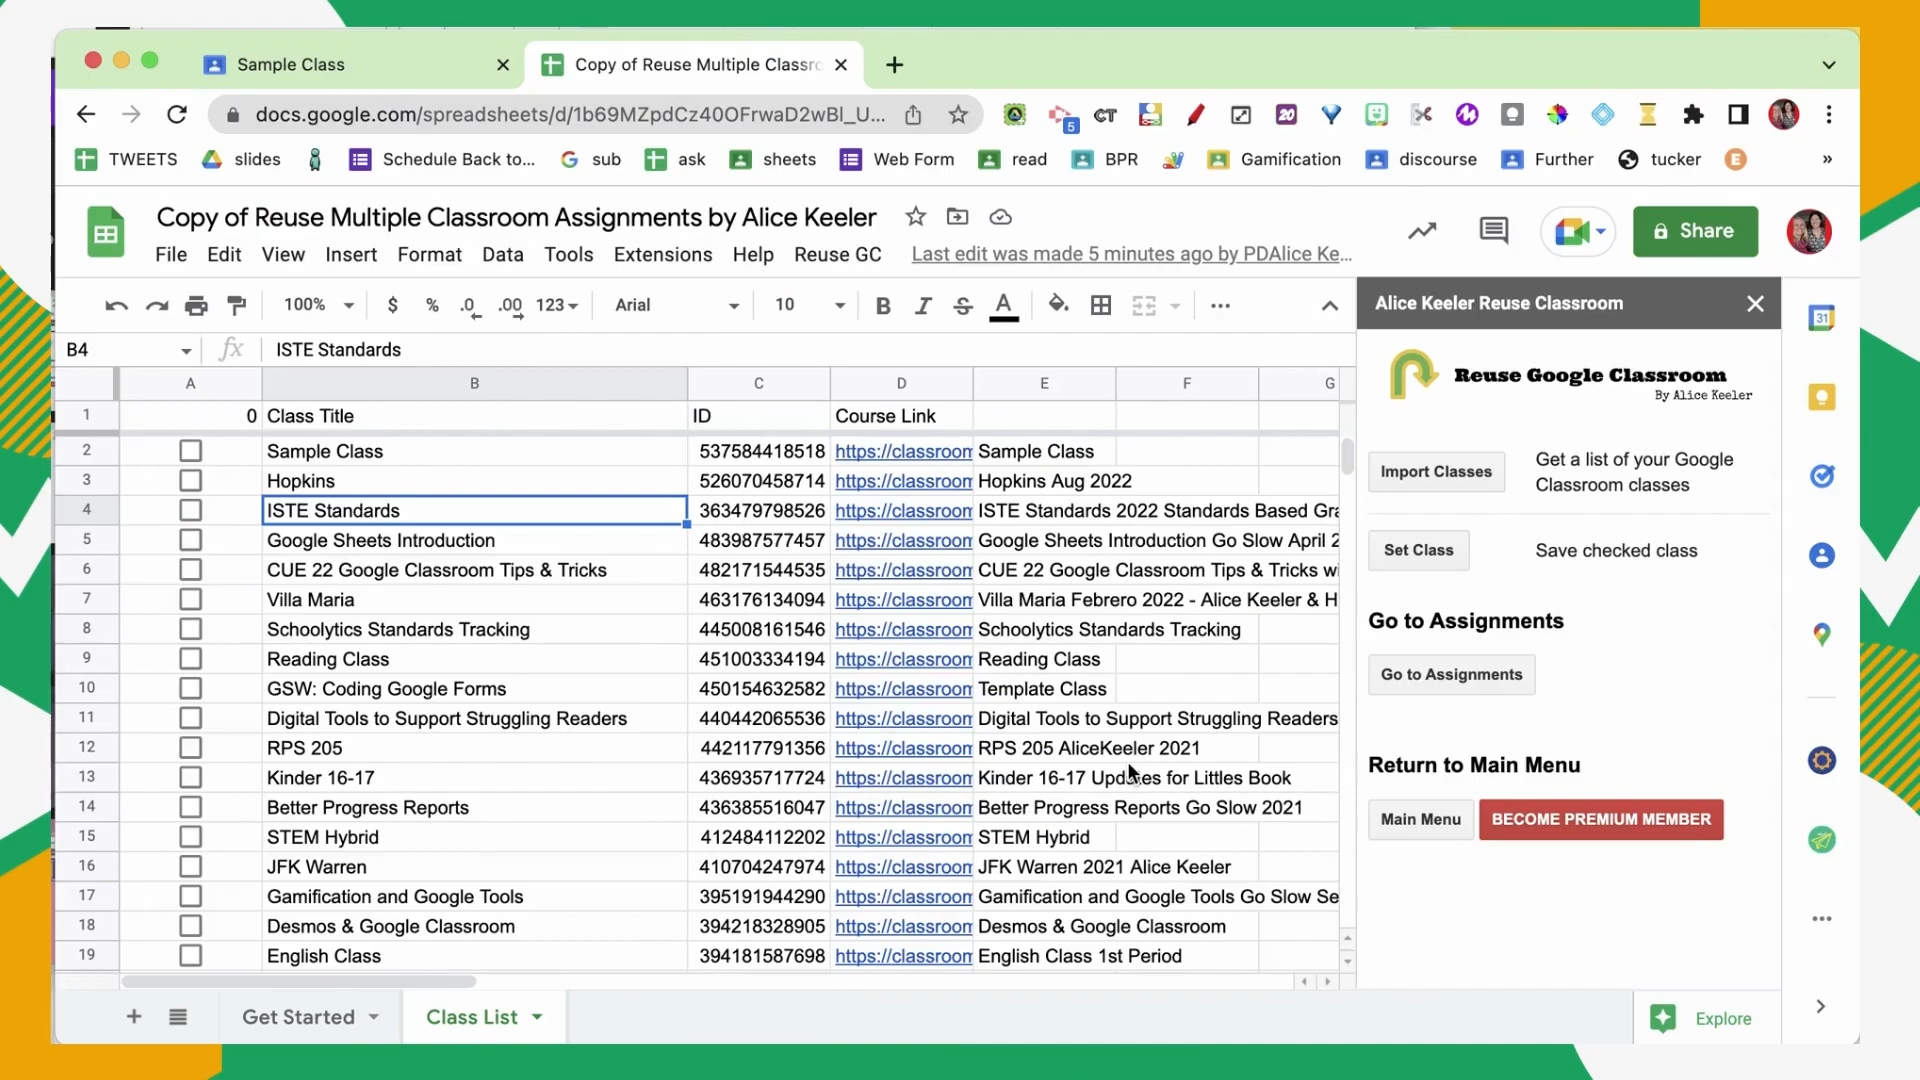 Sample Class
Copy of Reuse Multiple Classro
docs.google.com/spreadsheets/d/1b69MZpdCz40OFrwaD2wBl_U...
5
CT
20
TWEETS slides Schedule Back to... sub ask sheets Web Form read BPR Gamification discourse Further tucker E »
Copy of Reuse Multiple Classroom Assignments by Alice Keeler
Share
File Edit View Insert Format Data Tools Extensions Help Reuse GC Last edit was made 5 minutes ago by PDAlice Ke...
100% $ % .0 .00 123 Arial 10 B I S A
B4 fx ISTE Standards
A B C D E F G
1 0 Class Title ID Course Link
2 Sample Class 537584418518 https://classroom Sample Class
3 Hopkins 526070458714 https://classroom Hopkins Aug 2022
4 ISTE Standards 363479798526 https://classroom ISTE Standards 2022 Standards Based Gra
5 Google Sheets Introduction 483987577457 https://classroom Google Sheets Introduction Go Slow April 2
6 CUE 22 Google Classroom Tips & Tricks 482171544535 https://classroom CUE 22 Google Classroom Tips & Tricks wi
7 Villa Maria 463176134094 https://classroom Villa Maria Febrero 2022 - Alice Keeler & H
8 Schoolytics Standards Tracking 445008161546 https://classroom Schoolytics Standards Tracking
9 Reading Class 451003334194 https://classroom Reading Class
10 GSW: Coding Google Forms 450154632582 https://classroom Template Class
11 Digital Tools to Support Struggling Readers 440442065536 https://classroom Digital Tools to Support Struggling Readers
12 RPS 205 442117791356 https://classroom RPS 205 AliceKeeler 2021
13 Kinder 16-17 436935717724 https://classroom Kinder 16-17 Updates for Littles Book
14 Better Progress Reports 436385516047 https://classroom Better Progress Reports Go Slow 2021
15 STEM Hybrid 412484112202 https://classroom STEM Hybrid
16 JFK Warren 410704247974 https://classroom JFK Warren 2021 Alice Keeler
17 Gamification and Google Tools 395191944290 https://classroom Gamification and Google Tools Go Slow Se
18 Desmos & Google Classroom 394218328905 https://classroom Desmos & Google Classroom
19 English Class 394181587698 https://classroom English Class 1st Period
Get Started Class List
Explore
Alice Keeler Reuse Classroom
Reuse Google Classroom
By Alice Keeler
Import Classes
Get a list of your Google
Classroom classes
Set Class
Save checked class
Go to Assignments
Go to Assignments
Return to Main Menu
Main Menu
BECOME PREMIUM MEMBER
31